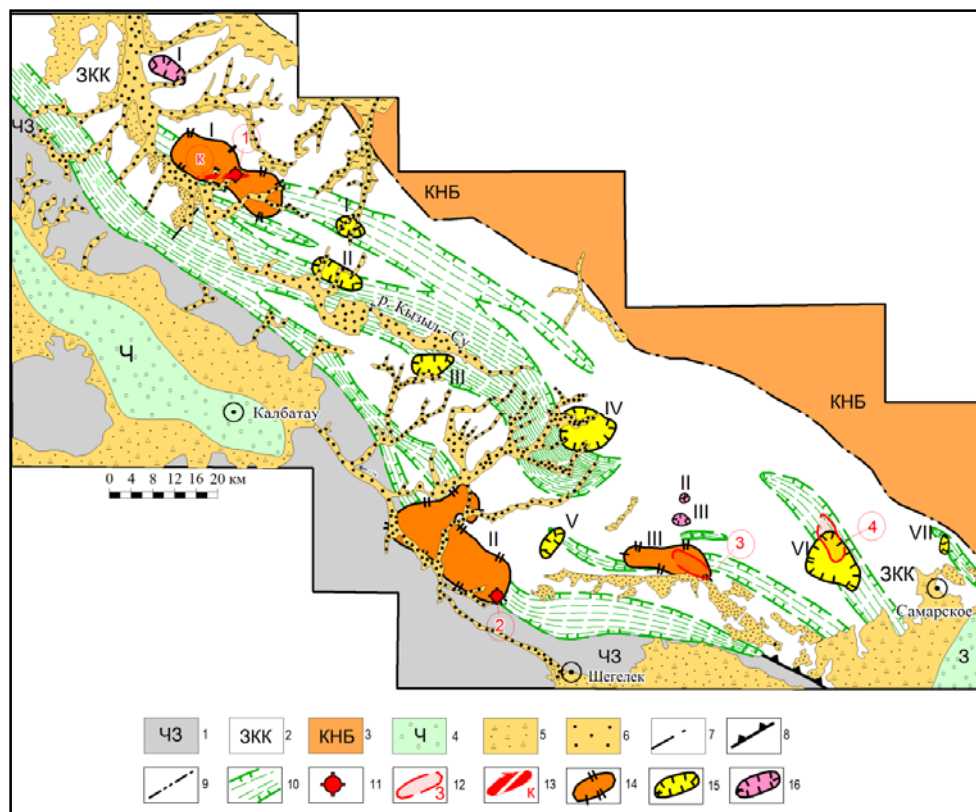 I
ЗКК
ЧЗ
I
1
К
КНБ
I
II
р. Кызыл-Су
Ч
III
КНБ
Калбатау
IV
0 4 8 12 16 20 км
II
III
V
II
III
3
4
VI
VII
ЗКК
Самарское
2
ЧЗ
З
Шегелек
ЧЗ 1 ЗКК 2 КНБ 3 Ч 4 5 6 7 8
9 10 11 З 12 К 13 14 15 16